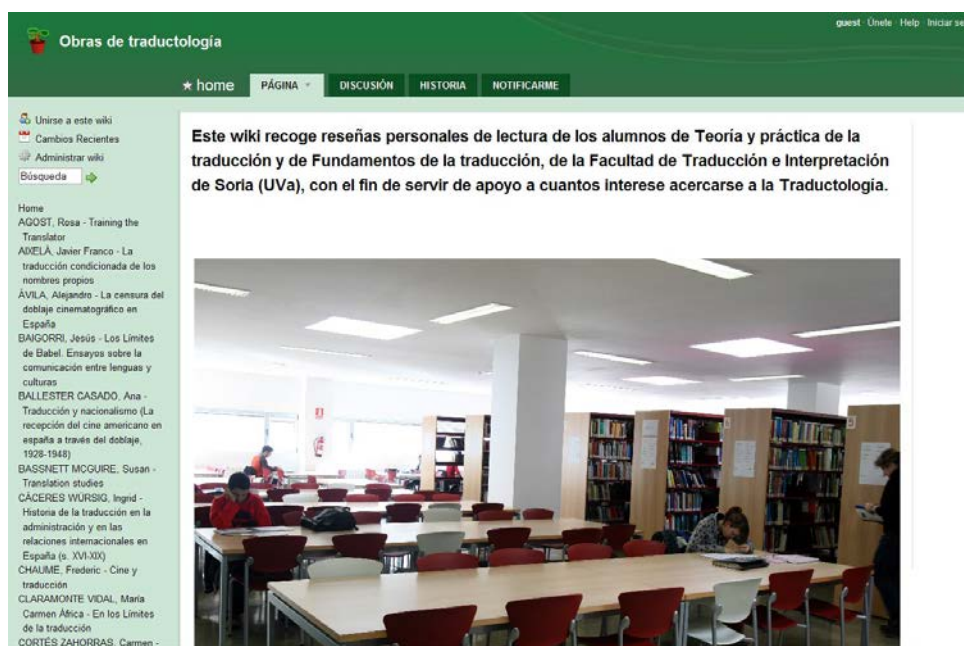 guest · Únete · Help · Iniciar se
Obras de traductología
home
PÁGINA
DISCUSIÓN
HISTORIA
NOTIFICARME
Unirse a este wiki
Cambios Recientes
Administrar wiki
Búsqueda
Este wiki recoge reseñas personales de lectura de los alumnos de Teoría y práctica de la
traducción y de Fundamentos de la traducción, de la Facultad de Traducción e Interpretación
de Soria (UVa), con el fin de servir de apoyo a cuantos interese acercarse a la Traductología.
Home
AGOST, Rosa - Training the
Translator
AIXELÀ, Javier Franco - La
traducción condicionada de los
nombres propios
ÁVILA, Alejandro - La censura del
doblaje cinematográfico en
España
BAIGORRI, Jesús - Los Límites
de Babel. Ensayos sobre la
comunicación entre lenguas y
culturas
BALLESTER CASADO, Ana -
Traducción y nacionalismo (La
recepción del cine americano en
españa a través del doblaje,
1928-1948)
BASSNETT MCGUIRE, Susan -
Translation studies
CÁCERES WÜRSIG, Ingrid -
Historia de la traducción en la
administración y en las
relaciones internacionales en
España (s. XVI-XIX)
CHAUME, Frederic - Cine y
traducción
CLARAMONTE VIDAL, María
Carmen África - En los Límites
de la traducción
CORTÉS ZAHORRAS, Carmen -